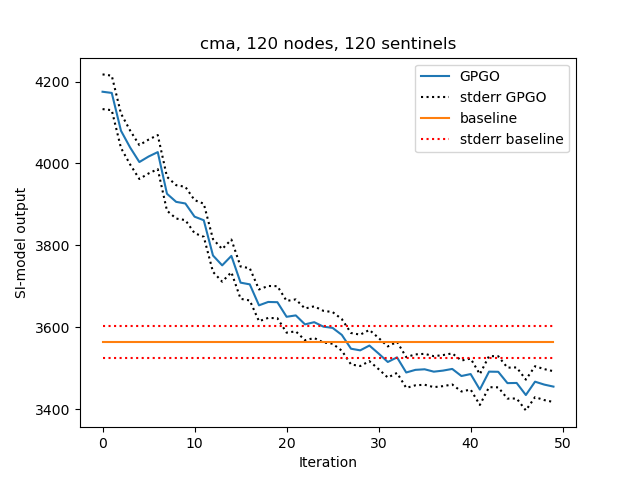 cma, 120 nodes, 120 sentinels
GPGO
stderr GPGO
baseline
stderr baseline
SI-model output
4200
4000
3800
3600
3400
0 10 20 30 40 50
Iteration